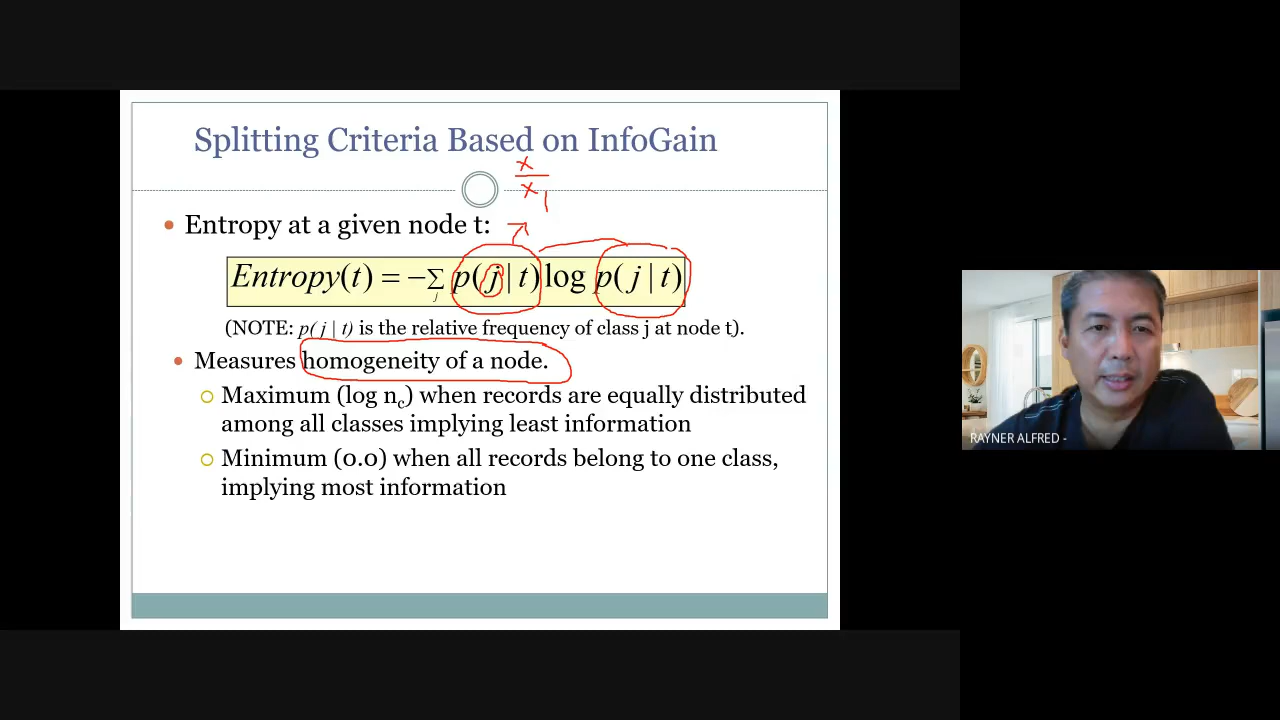 Splitting Criteria Based on InfoGain
x
x1
Entropy at a given node t:
Entropy(t) = −∑ p(j | t) log p(j | t)
j
(NOTE: p( j | t) is the relative frequency of class j at node t).
Measures homogeneity of a node.
Maximum (log nc) when records are equally distributed
among all classes implying least information
Minimum (0.0) when all records belong to one class,
implying most information
RAYNER ALFRED -